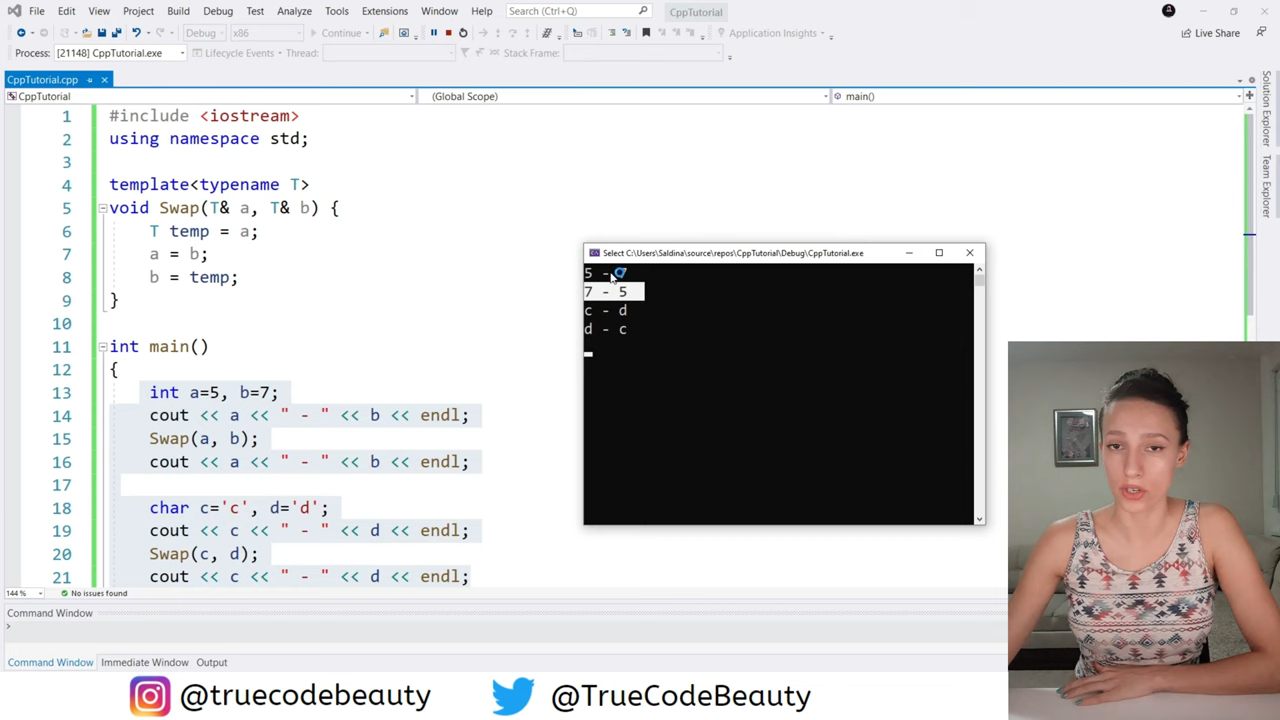 File Edit View Project Build Debug Test Analyze Tools Extensions Window Help Search (Ctrl+Q) CppTutorial
Debug x86 Continue Application Insights Live Share
Process: [21148] CppTutorial.exe Lifecycle Events Thread: Stack Frame:
CppTutorial.cpp
CppTutorial (Global Scope) main()
Solution Explorer
Team Explorer
1 #include <iostream>
2 using namespace std;
3
4 template<typename T>
5 void Swap(T& a, T& b) {
6 T temp = a;
7 a = b;
8 b = temp;
9 }
10
11 int main()
12 {
13 int a=5, b=7;
14 cout << a << " - " << b << endl;
15 Swap(a, b);
16 cout << a << " - " << b << endl;
17
18 char c='c', d='d';
19 cout << c << " - " << d << endl;
20 Swap(c, d);
21 cout << c << " - " << d << endl;
Select C:\Users\Saldina\source\repos\CppTutorial\Debug\CppTutorial.exe
5 -
7 - 5
c - d
d - c
144 % No issues found
Command Window
>
Command Window Immediate Window Output
@truecodebeauty @TrueCodeBeauty